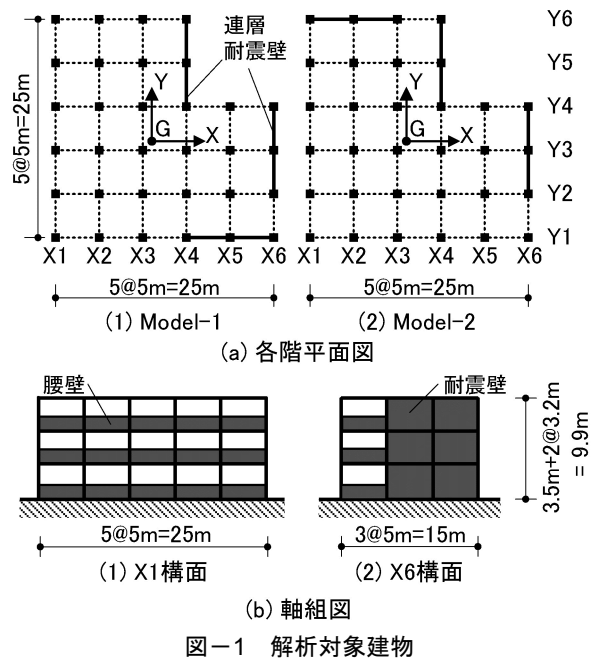 連層
耐震壁
5@5m=25m
Y
G
X
X1 X2 X3 X4 X5 X6
5@5m=25m
(1) Model-1
Y
G
X
Y6
Y5
Y4
Y3
Y2
Y1
X1 X2 X3 X4 X5 X6
5@5m=25m
(2) Model-2
(a) 各階平面図
腰壁
5@5m=25m
(1) X1構面
耐震壁
3.5m+2@3.2m
= 9.9m
3@5m=15m
(2) X6構面
(b) 軸組図
図－1　解析対象建物